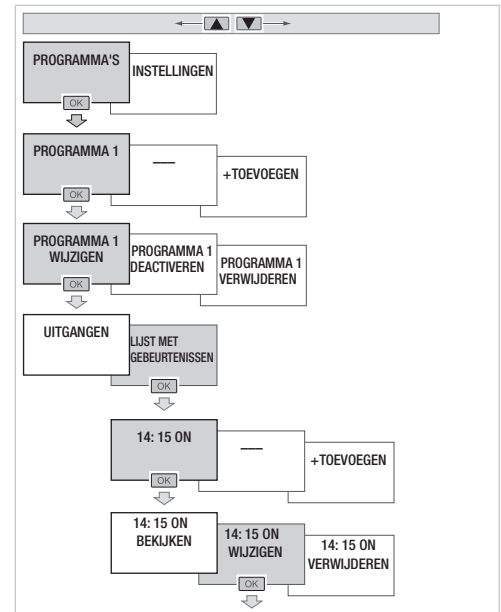 PROGRAMMA'S
INSTELLINGEN
OK
PROGRAMMA 1
___
+TOEVOEGEN
OK
PROGRAMMA 1
WIJZIGEN
PROGRAMMA 1
DEACTIVEREN
PROGRAMMA 1
VERWIJDEREN
OK
UITGANGEN
LIJST MET
GEBEURTENISSEN
OK
14: 15 ON
___
+TOEVOEGEN
OK
14: 15 ON
BEKIJKEN
14: 15 ON
WIJZIGEN
14: 15 ON
VERWIJDEREN
OK